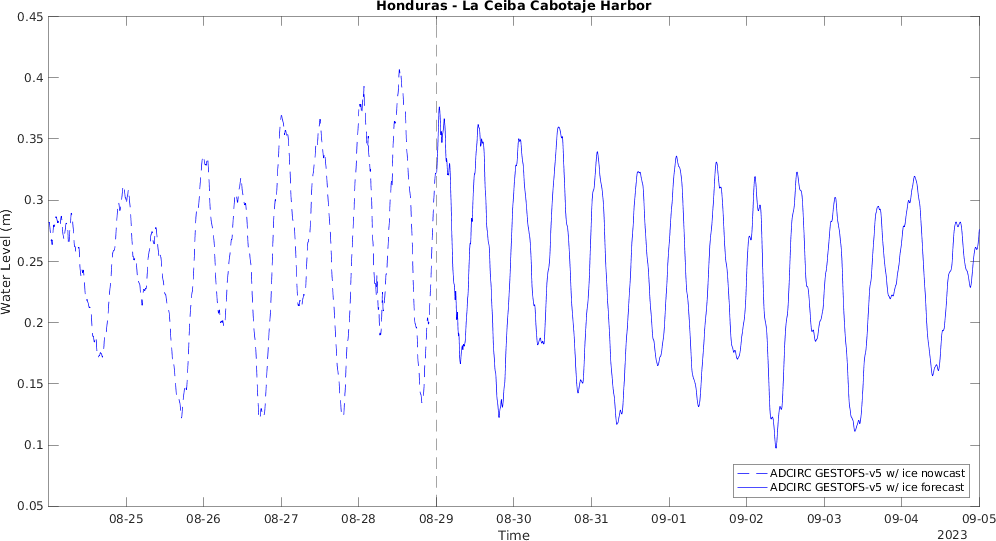 Honduras - La Ceiba Cabotaje Harbor
0.45
0.4
0.35
0.3
0.25
0.2
0.15
0.1
0.05
Water Level (m)
ADCIRC GESTOFS-v5 w/ ice nowcast
ADCIRC GESTOFS-v5 w/ ice forecast
08-25 08-26 08-27 08-28 08-29 08-30 08-31 09-01 09-02 09-03 09-04 09-05
Time
2023